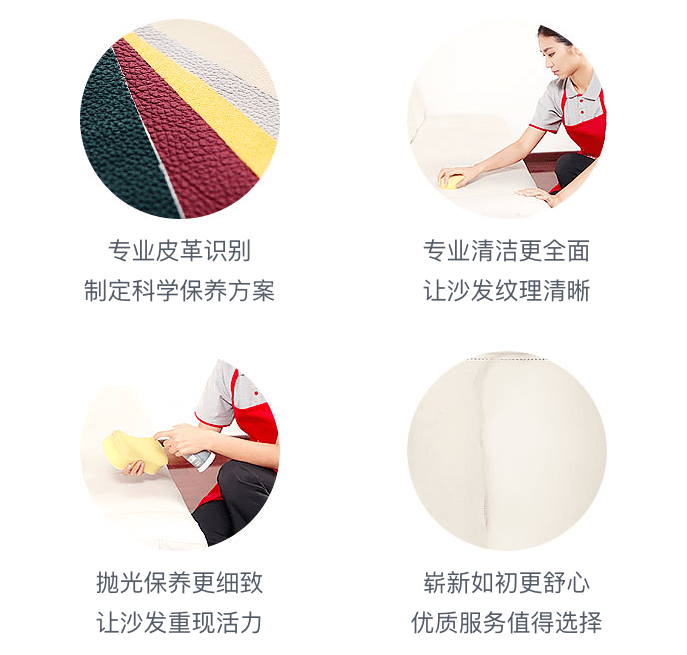 专业皮革识别
制定科学保养方案
专业清洁更全面
让沙发纹理清晰
抛光保养更细致
让沙发重现活力
崭新如初更舒心
优质服务值得选择